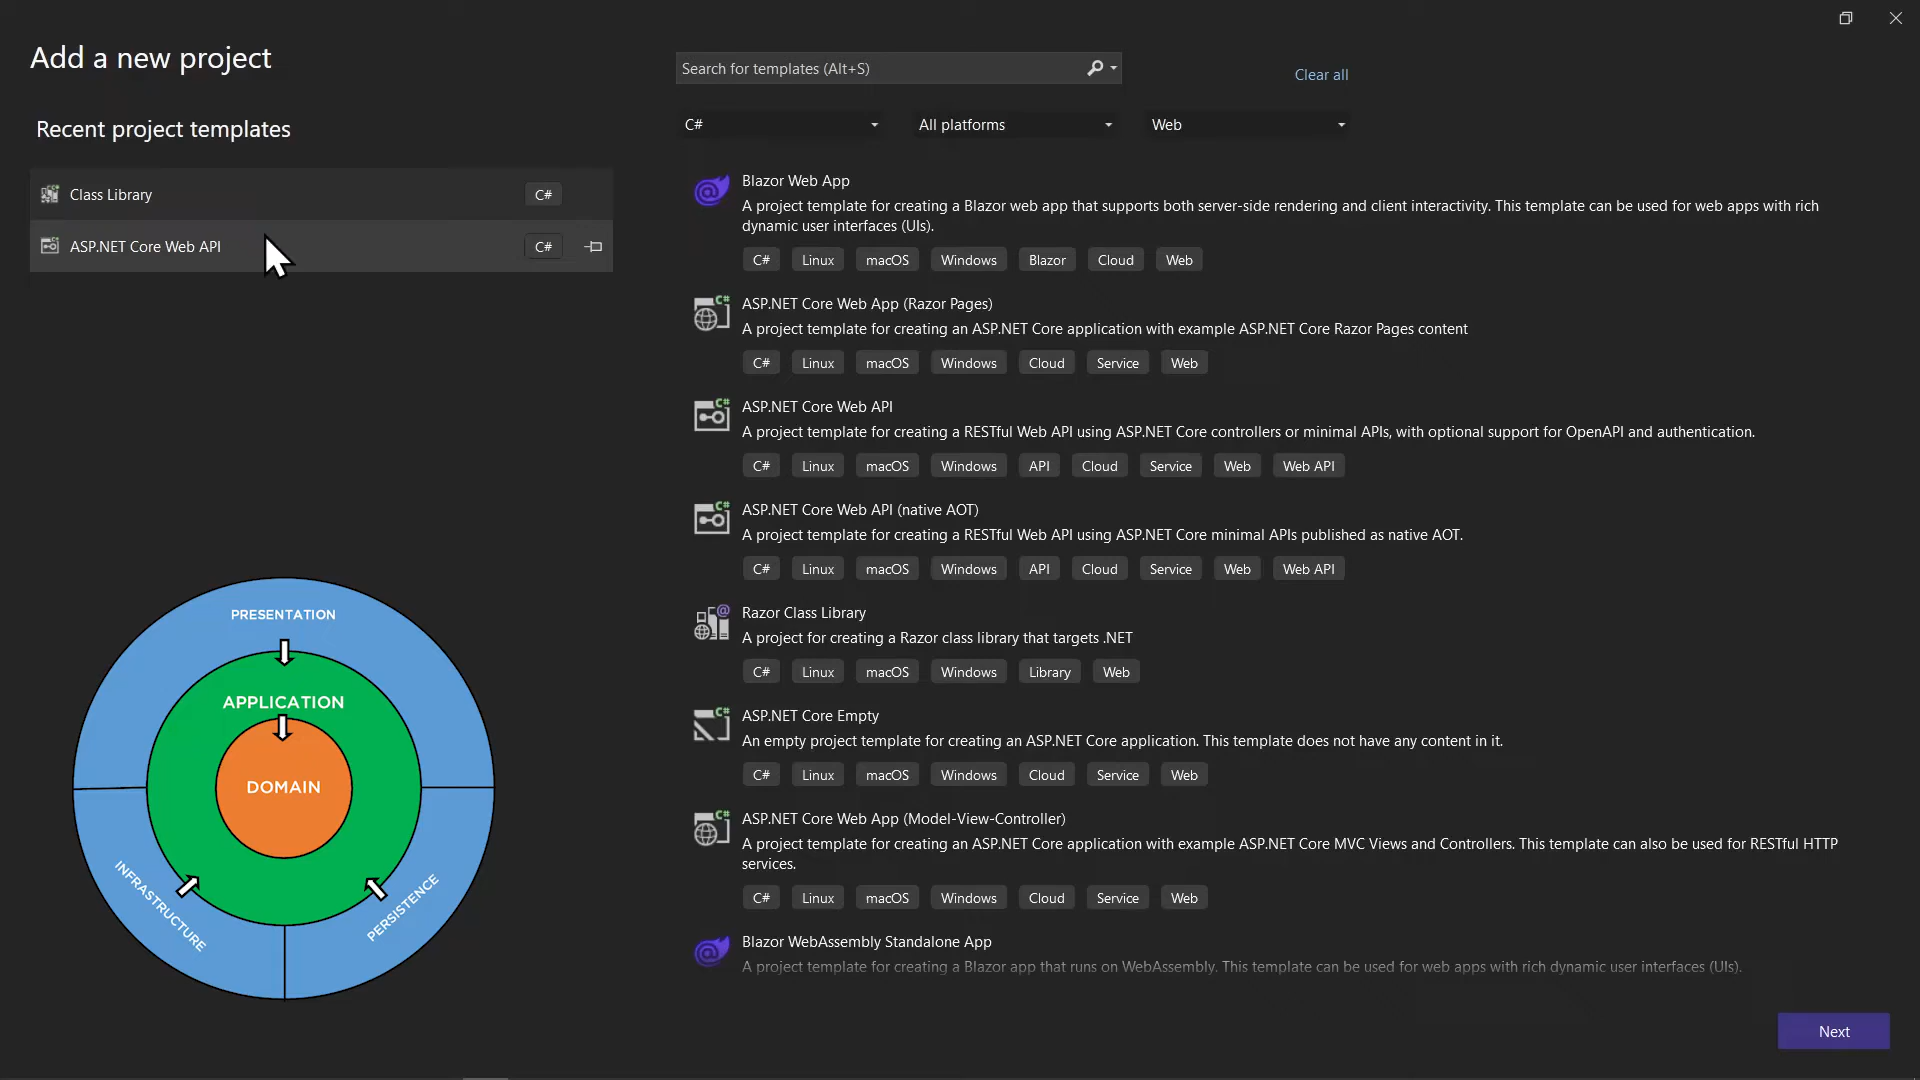 Add a new project
Search for templates (Alt+S)
Clear all
Recent project templates
C#
All platforms
Web
Class Library
C#
ASP.NET Core Web API
C#
Blazor Web App
A project template for creating a Blazor web app that supports both server-side rendering and client interactivity. This template can be used for web apps with rich
dynamic user interfaces (UIs).
C# Linux macOS Windows Blazor Cloud Web
ASP.NET Core Web App (Razor Pages)
A project template for creating an ASP.NET Core application with example ASP.NET Core Razor Pages content
C# Linux macOS Windows Cloud Service Web
ASP.NET Core Web API
A project template for creating a RESTful Web API using ASP.NET Core controllers or minimal APIs, with optional support for OpenAPI and authentication.
C# Linux macOS Windows API Cloud Service Web Web API
ASP.NET Core Web API (native AOT)
A project template for creating a RESTful Web API using ASP.NET Core minimal APIs published as native AOT.
C# Linux macOS Windows API Cloud Service Web Web API
Razor Class Library
A project for creating a Razor class library that targets .NET
C# Linux macOS Windows Library Web
ASP.NET Core Empty
An empty project template for creating an ASP.NET Core application. This template does not have any content in it.
C# Linux macOS Windows Cloud Service Web
ASP.NET Core Web App (Model-View-Controller)
A project template for creating an ASP.NET Core application with example ASP.NET Core MVC Views and Controllers. This template can also be used for RESTful HTTP
services.
C# Linux macOS Windows Cloud Service Web
Blazor WebAssembly Standalone App
A project template for creating a Blazor app that runs on WebAssembly. This template can be used for web apps with rich dynamic user interfaces (UIs).
PRESENTATION
APPLICATION
DOMAIN
INFRASTRUCTURE
PERSISTENCE
Next